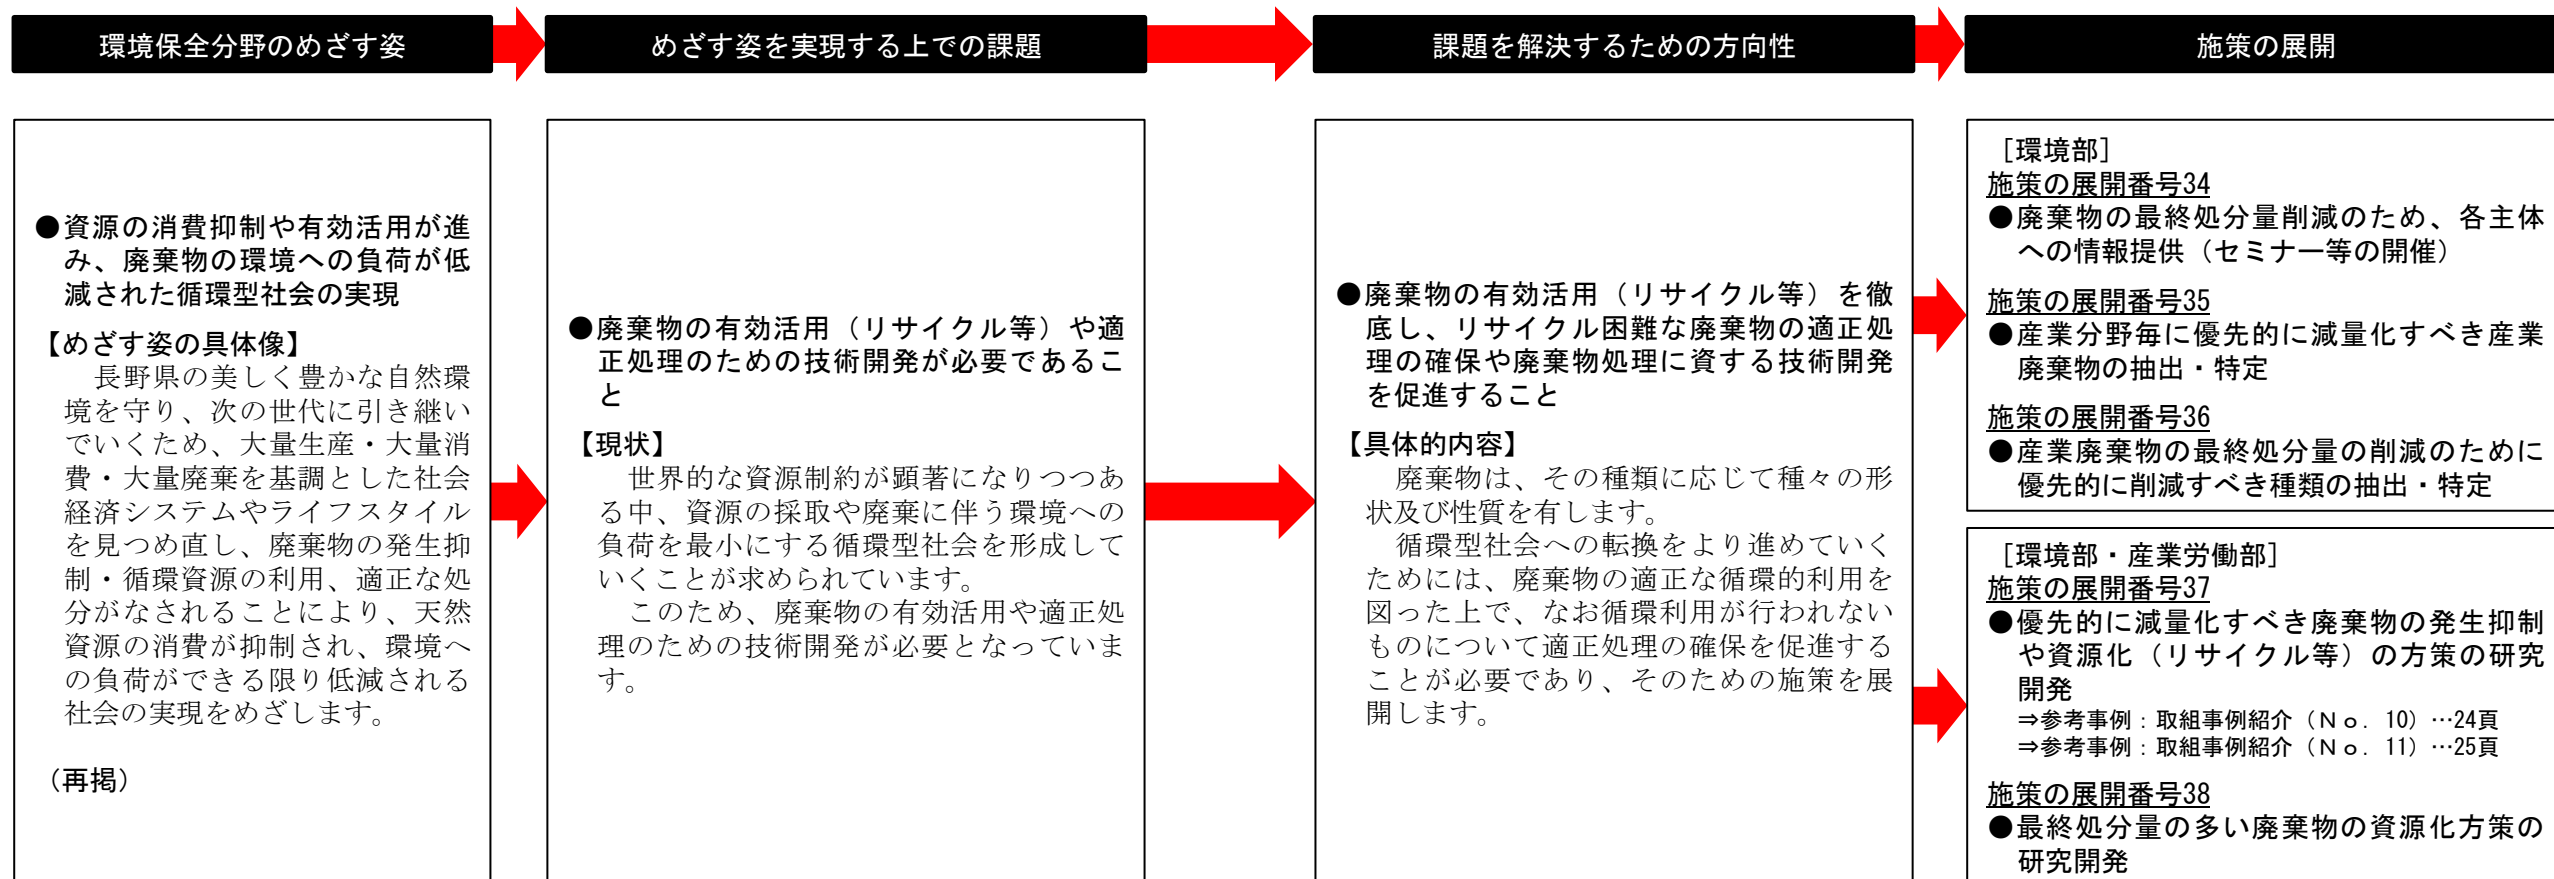 環境保全分野のめざす姿
めざす姿を実現する上での課題
課題を解決するための方向性
施策の展開
●資源の消費抑制や有効活用が進
み、廃棄物の環境への負荷が低
減された循環型社会の実現
【めざす姿の具体像】
長野県の美しく豊かな自然環
境を守り、次の世代に引き継い
でいくため、大量生産・大量消
費・大量廃棄を基調とした社会
経済システムやライフスタイル
を見つめ直し、廃棄物の発生抑
制・循環資源の利用、適正な処
分がなされることにより、天然
資源の消費が抑制され、環境へ
の負荷ができる限り低減される
社会の実現をめざします。
（再掲）
●廃棄物の有効活用（リサイクル等）や適
正処理のための技術開発が必要であるこ
と
【現状】
世界的な資源制約が顕著になりつつあ
る中、資源の採取や廃棄に伴う環境への
負荷を最小にする循環型社会を形成して
いくことが求められています。
このため、廃棄物の有効活用や適正処
理のための技術開発が必要となっていま
す。
●廃棄物の有効活用（リサイクル等）を徹
底し、リサイクル困難な廃棄物の適正処
理の確保や廃棄物処理に資する技術開発
を促進すること
【具体的内容】
廃棄物は、その種類に応じて種々の形
状及び性質を有します。
循環型社会への転換をより進めていく
ためには、廃棄物の適正な循環的利用を
図った上で、なお循環利用が行われない
ものについて適正処理の確保を促進する
ことが必要であり、そのための施策を展
開します。
［環境部］
施策の展開番号34
●廃棄物の最終処分量削減のため、各主体
への情報提供（セミナー等の開催）
施策の展開番号35
●産業分野毎に優先的に減量化すべき産業
廃棄物の抽出・特定
施策の展開番号36
●産業廃棄物の最終処分量の削減のために
優先的に削減すべき種類の抽出・特定
［環境部・産業労働部］
施策の展開番号37
●優先的に減量化すべき廃棄物の発生抑制
や資源化（リサイクル等）の方策の研究
開発
⇒参考事例：取組事例紹介（Ｎｏ．10）…24頁
⇒参考事例：取組事例紹介（Ｎｏ．11）…25頁
施策の展開番号38
●最終処分量の多い廃棄物の資源化方策の
研究開発